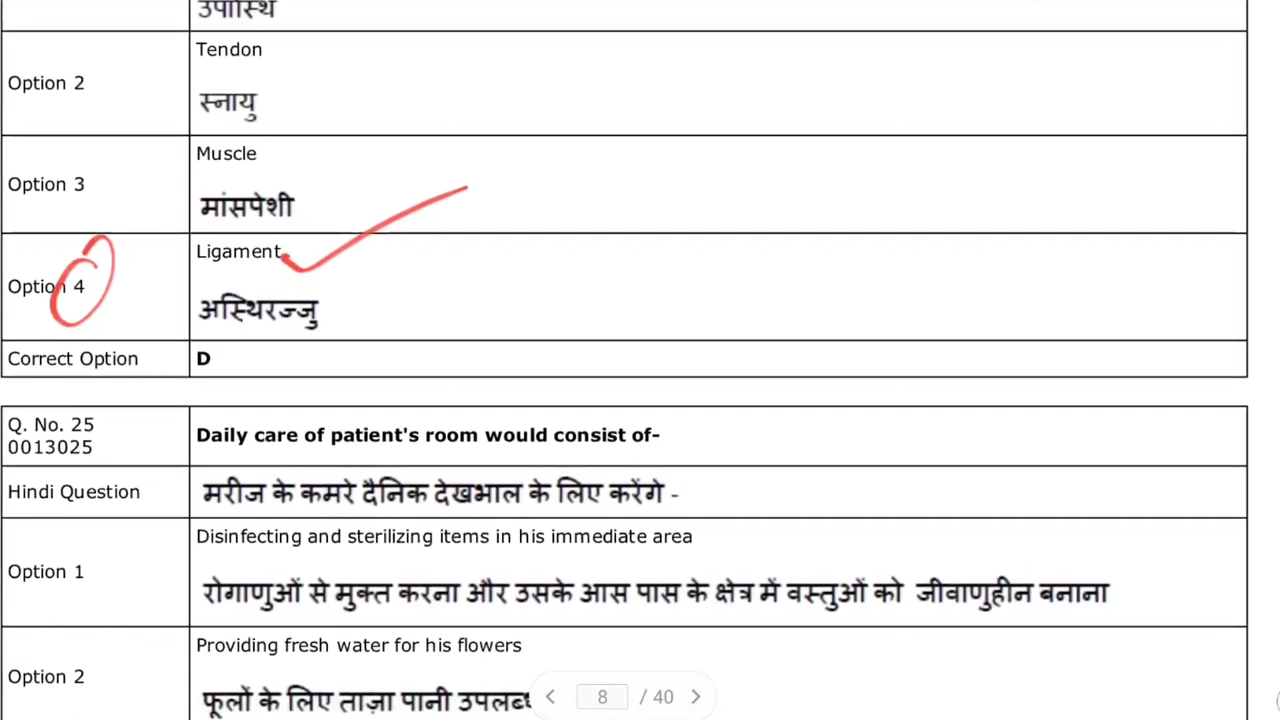 उपास्थि
Tendon
Option 2
स्नायु
Muscle
Option 3
मांसपेशी
Ligament
Option 4
अस्थिरज्जु
Correct Option D
Q. No. 25
0013025
Daily care of patient's room would consist of-
Hindi Question मरीज के कमरे दैनिक देखभाल के लिए करेंगे -
Disinfecting and sterilizing items in his immediate area
Option 1
रोगाणुओं से मुक्त करना और उसके आस पास के क्षेत्र में वस्तुओं को जीवाणुहीन बनाना
Providing fresh water for his flowers
Option 2
फूलों के लिए ताज़ा पानी
8 / 40